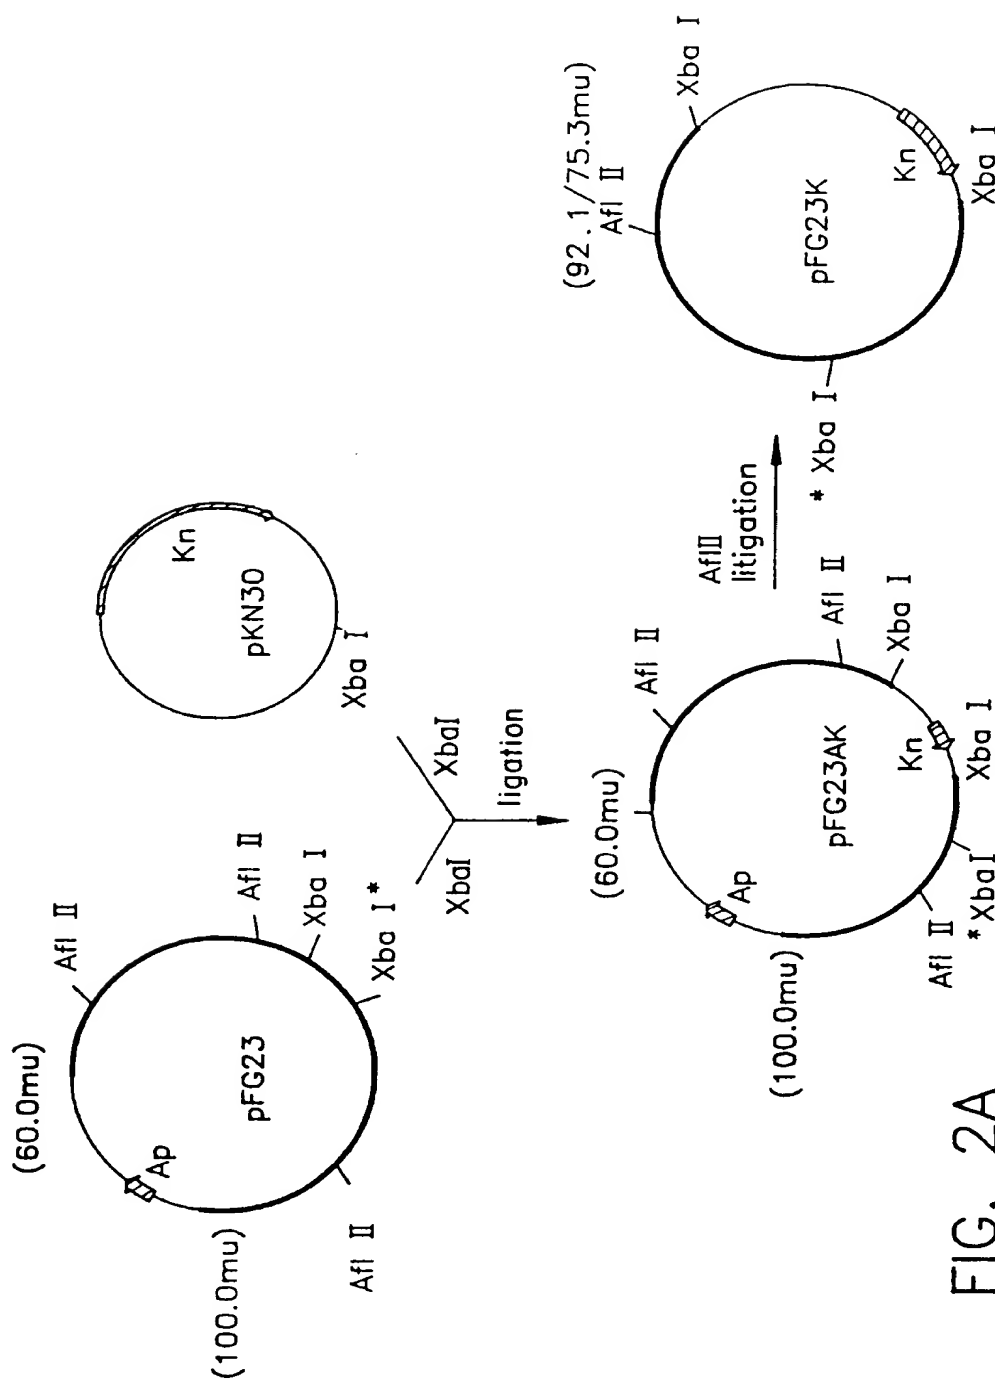 (60.0mu)
Afl II
Ap
pFG23
Afl II
Xba I
Xba I*
(100.0mu)
Afl II
Kn
pKN30
Xba I
XbaI
XbaI
ligation
(60.0mu)
Afl II
Ap
pFG23AK
Afl II
Xba I
Kn
Xba I
(100.0mu)
Afl II
*XbaI
AflII
litigation
(92.1/75.3mu)
Afl II
Xba I
pFG23K
Kn
* Xba I
Xba I
FIG. 2A